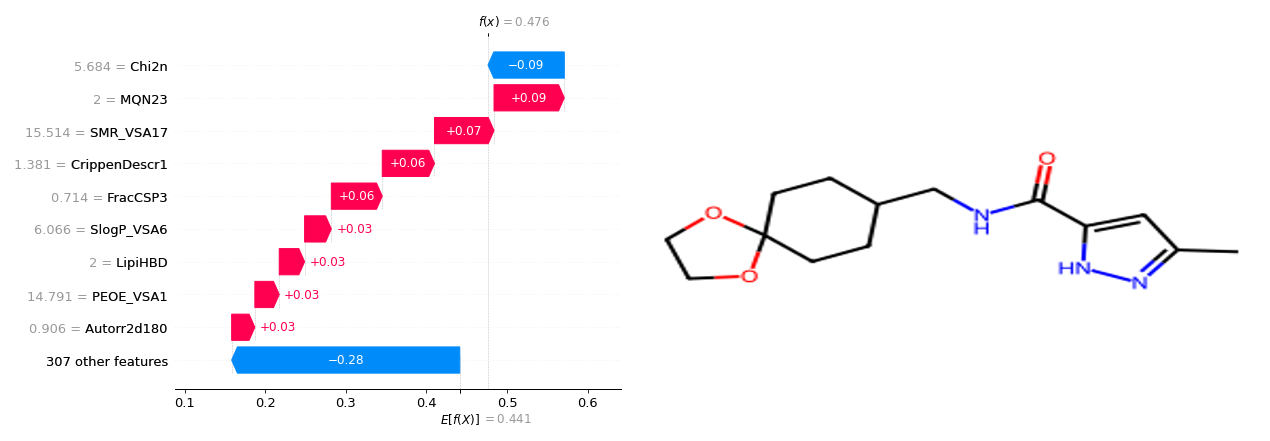 f(x) = 0.476
5.684 = Chi2n
−0.09
2 = MQN23
+0.09
15.514 = SMR_VSA17
+0.07
1.381 = CrippenDescr1
+0.06
0.714 = FracCSP3
+0.06
6.066 = SlogP_VSA6
+0.03
2 = LipiHBD
+0.03
14.791 = PEOE_VSA1
+0.03
0.906 = Autorr2d180
+0.03
307 other features
−0.28
0.1 0.2 0.3 0.4 0.5 0.6
E[f(X)] = 0.441
O
O
O
N
H
HN
N